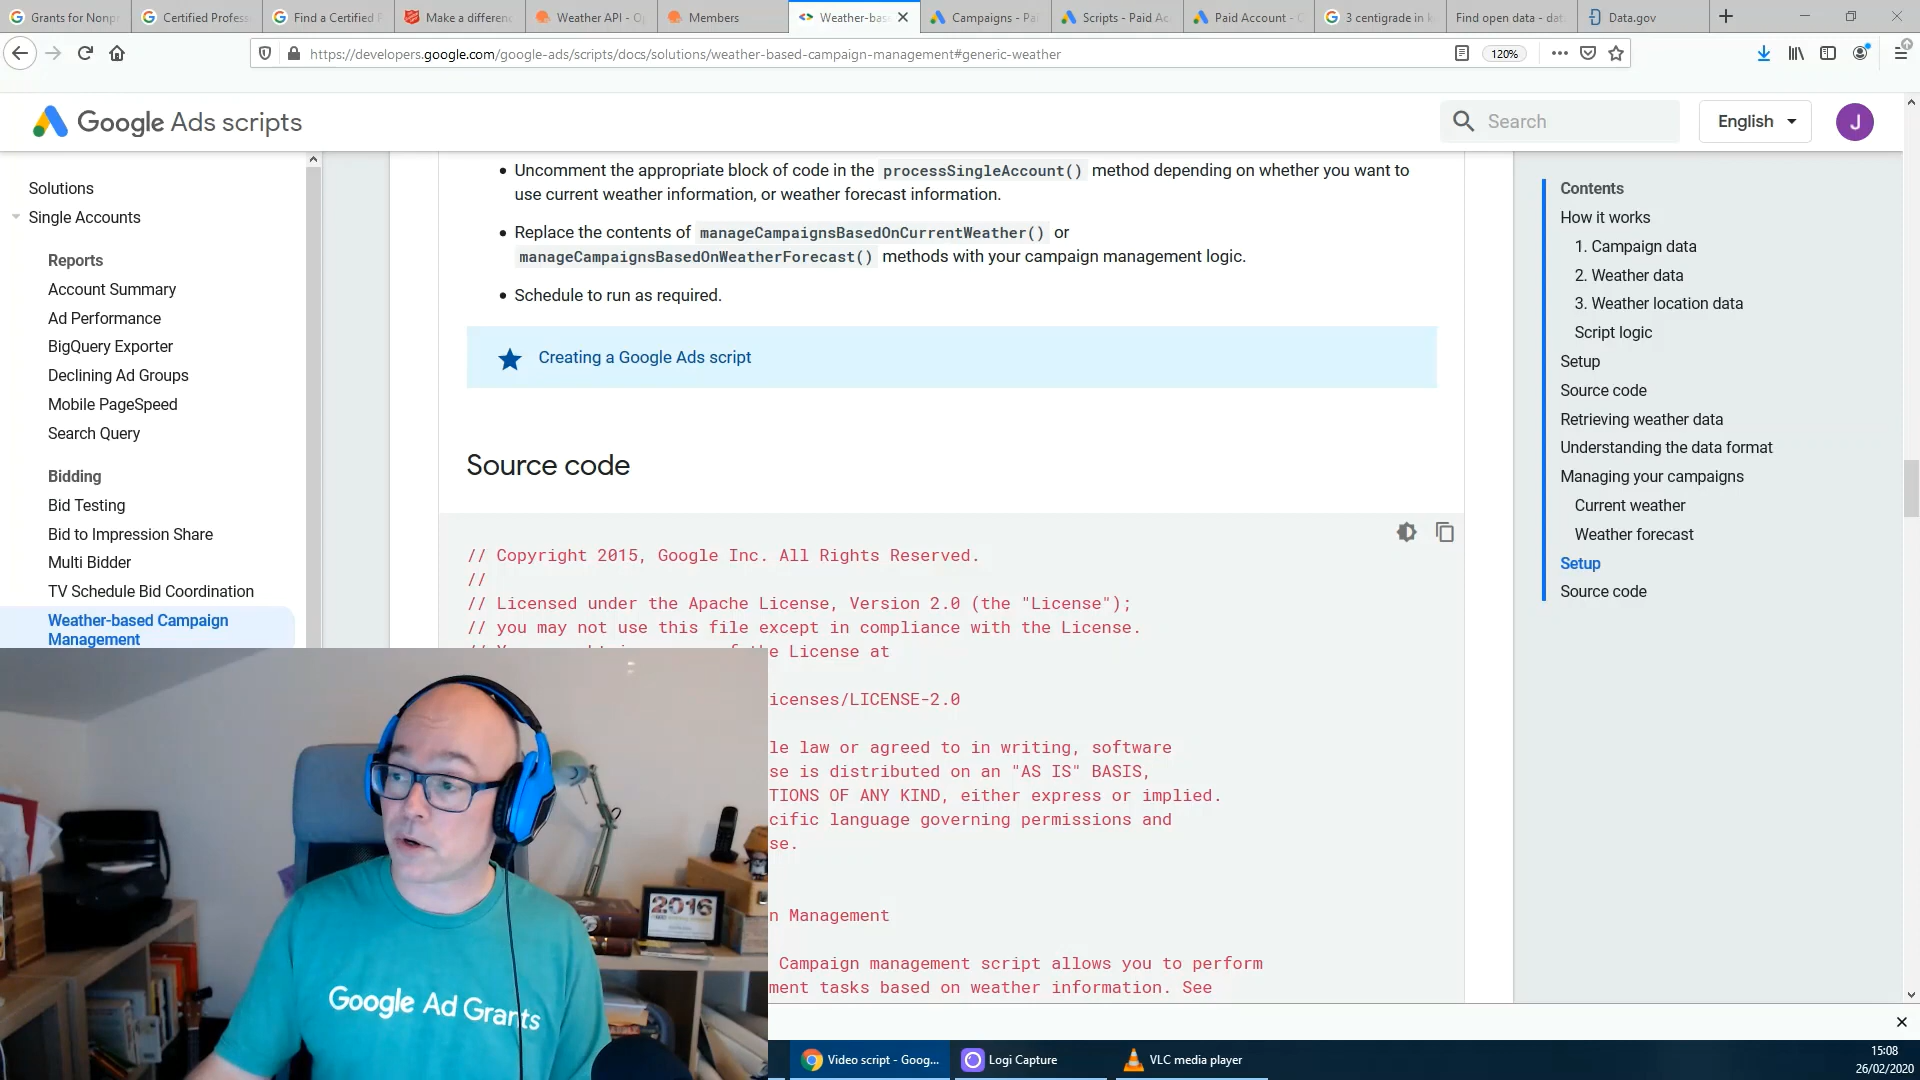 Grants for Nonpr
Certified Profess
Find a Certified P
Make a differenc
Weather API - O
Members
Weather-bas
Campaigns - Pa
Scripts - Paid Ac
Paid Account - G
3 centigrade in k
Find open data - dat
Data.gov
https://developers.google.com/google-ads/scripts/docs/solutions/weather-based-campaign-management#generic-weather
120%
Google Ads scripts
Search
English
J
Solutions
Single Accounts
Reports
Account Summary
Ad Performance
BigQuery Exporter
Declining Ad Groups
Mobile PageSpeed
Search Query
Bidding
Bid Testing
Bid to Impression Share
Multi Bidder
TV Schedule Bid Coordination
Weather-based Campaign
Management
Uncomment the appropriate block of code in the processSingleAccount() method depending on whether you want to
use current weather information, or weather forecast information.
Replace the contents of manageCampaignsBasedOnCurrentWeather() or
manageCampaignsBasedOnWeatherForecast() methods with your campaign management logic.
Schedule to run as required.
Creating a Google Ads script
Source code
// Copyright 2015, Google Inc. All Rights Reserved.
//
// Licensed under the Apache License, Version 2.0 (the "License");
// you may not use this file except in compliance with the License.
e License at
icenses/LICENSE-2.0
le law or agreed to in writing, software
se is distributed on an "AS IS" BASIS,
TIONS OF ANY KIND, either express or implied.
cific language governing permissions and
se.
n Management
Campaign management script allows you to perform
ment tasks based on weather information. See
Contents
How it works
1. Campaign data
2. Weather data
3. Weather location data
Script logic
Setup
Source code
Retrieving weather data
Understanding the data format
Managing your campaigns
Current weather
Weather forecast
Setup
Source code
2016
Google Ad Grants
Video script - Goog...
Logi Capture
VLC media player
15:08
26/02/2020